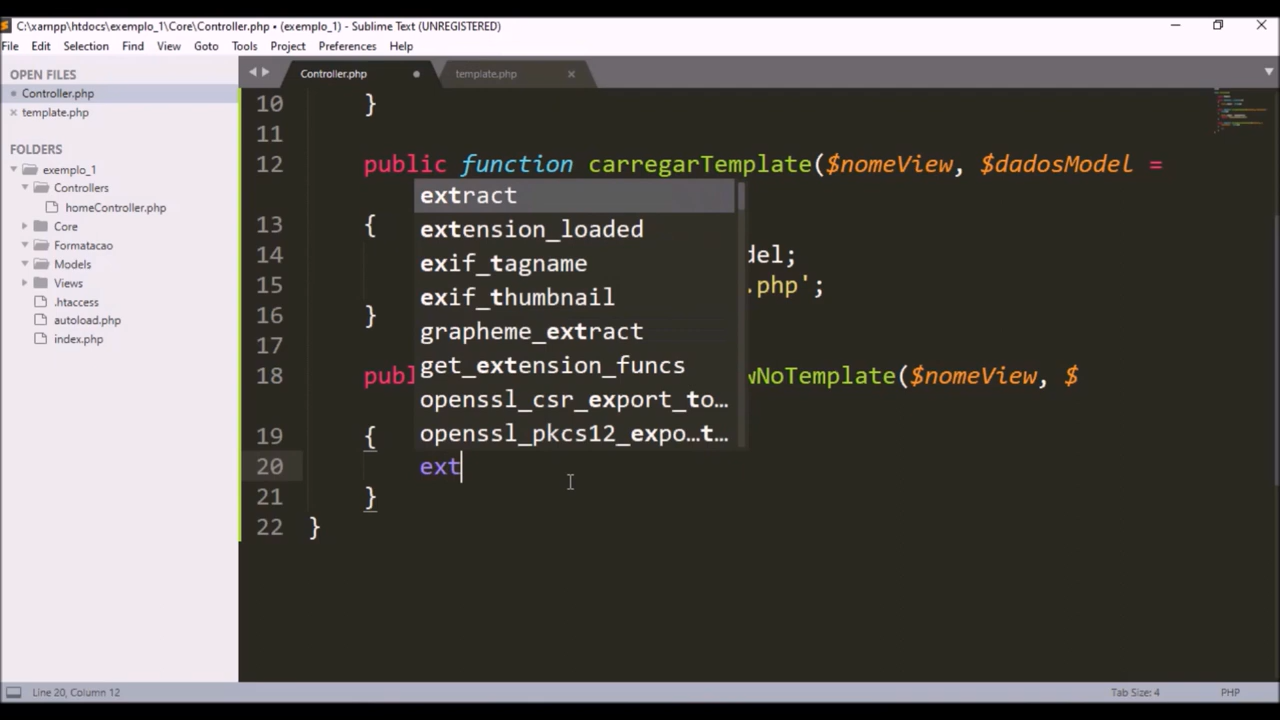 C:\xampp\htdocs\exemplo_1\Core\Controller.php • (exemplo_1) - Sublime Text (UNREGISTERED)
File Edit Selection Find View Goto Tools Project Preferences Help
OPEN FILES
Controller.php
template.php
FOLDERS
exemplo_1
Controllers
homeController.php
Core
Formatacao
Models
Views
.htaccess
autoload.php
index.php
Controller.php template.php
10 }
11
12 public function carregarTemplate($nomeView, $dadosModel =
13 {
14 del;
15 .php';
16 }
17
18 publ wNoTemplate($nomeView, $
19 {
20 ext
21 }
22 }
extract
extension_loaded
exif_tagname
exif_thumbnail
grapheme_extract
get_extension_funcs
openssl_csr_export_to…
openssl_pkcs12_expo…t…
Line 20, Column 12 Tab Size: 4 PHP